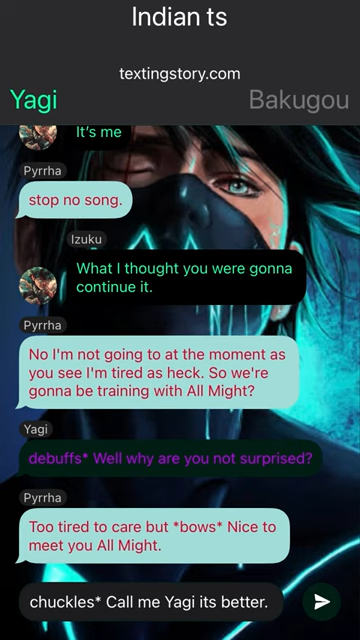 Indian ts
textingstory.com
Yagi
Bakugou
It's me
Pyrrha
stop no song.
Izuku
What I thought you were gonna
continue it.
Pyrrha
No I'm not going to at the moment as
you see I'm tired as heck. So we're
gonna be training with All Might?
Yagi
debuffs* Well why are you not surprised?
Pyrrha
Too tired to care but *bows* Nice to
meet you All Might.
chuckles* Call me Yagi its better.